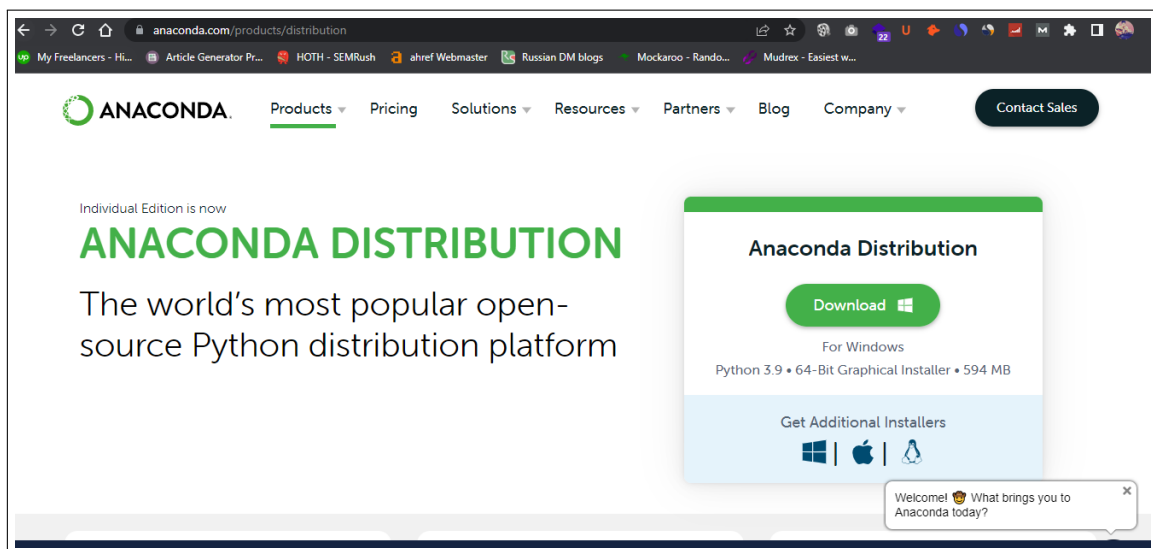 anaconda.com/products/distribution
22
My Freelancers - Hi... Article Generator Pr... HOTH - SEMRush ahref Webmaster Russian DM blogs Mockaroo - Rando... Mudrex - Easiest w...
ANACONDA. Products Pricing Solutions Resources Partners Blog Company Contact Sales
Individual Edition is now
ANACONDA DISTRIBUTION
The world's most popular open-
source Python distribution platform
Anaconda Distribution
Download
For Windows
Python 3.9 • 64-Bit Graphical Installer • 594 MB
Get Additional Installers
Welcome! 🤠 What brings you to
Anaconda today?